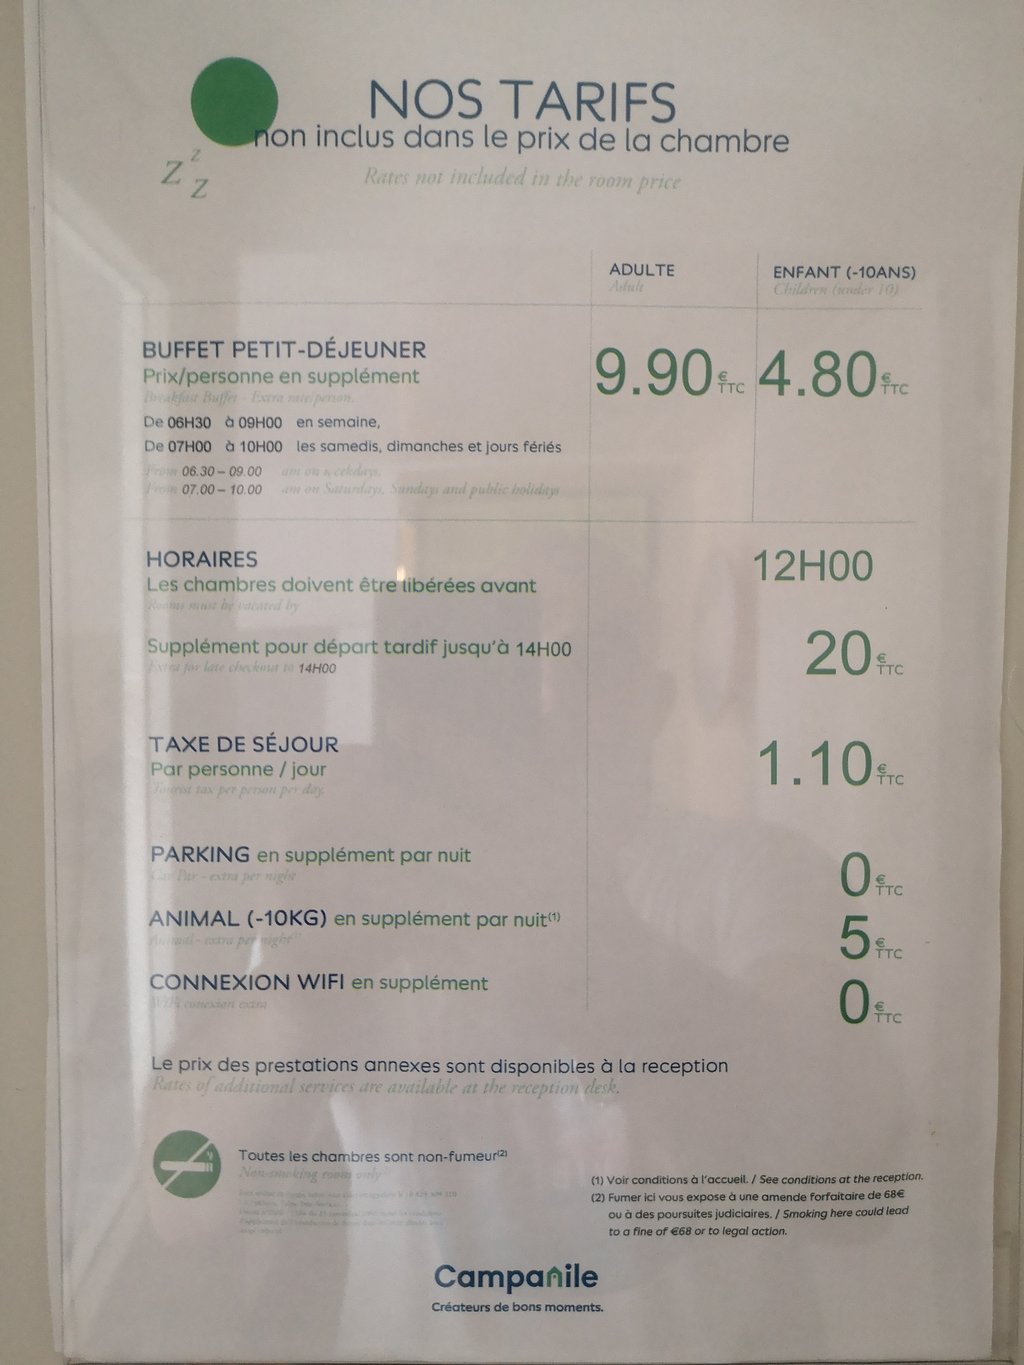 NOS TARIFS
non inclus dans le prix de la chambre
Rates not included in the room price
z
Z
Z
ADULTE
Adult
ENFANT (-10ANS)
Children (under 10)
BUFFET PETIT-DÉJEUNER
Prix/personne en supplément
Breakfast Buffet - Extra rate/person.
9.90 € TTC
4.80 € TTC
De 06H30 à 09H00 en semaine,
De 07H00 à 10H00 les samedis, dimanches et jours fériés
From 06.30 – 09.00 am on weekdays,
From 07.00 – 10.00 am on Saturdays, Sundays and public holidays
HORAIRES
Les chambres doivent être libérées avant
Rooms must be vacated by
12H00
Supplément pour départ tardif jusqu'à 14H00
Extra for late checkout to 14H00
20 € TTC
TAXE DE SÉJOUR
Par personne / jour
Tourist tax per person per day.
1.10 € TTC
PARKING en supplément par nuit
Car Par - extra per night
0 € TTC
ANIMAL (-10KG) en supplément par nuit(1)
Animal - extra per night
5 € TTC
CONNEXION WIFI en supplément
WiFi conexion extra
0 € TTC
Le prix des prestations annexes sont disponibles à la reception
Rates of additional services are available at the reception desk.
Toutes les chambres sont non-fumeur(2)
Non-smoking room only
(1) Voir conditions à l'accueil. / See conditions at the reception.
(2) Fumer ici vous expose à une amende forfaitaire de 68€
ou à des poursuites judiciaires. / Smoking here could lead
to a fine of €68 or to legal action.
Campanile
Créateurs de bons moments.